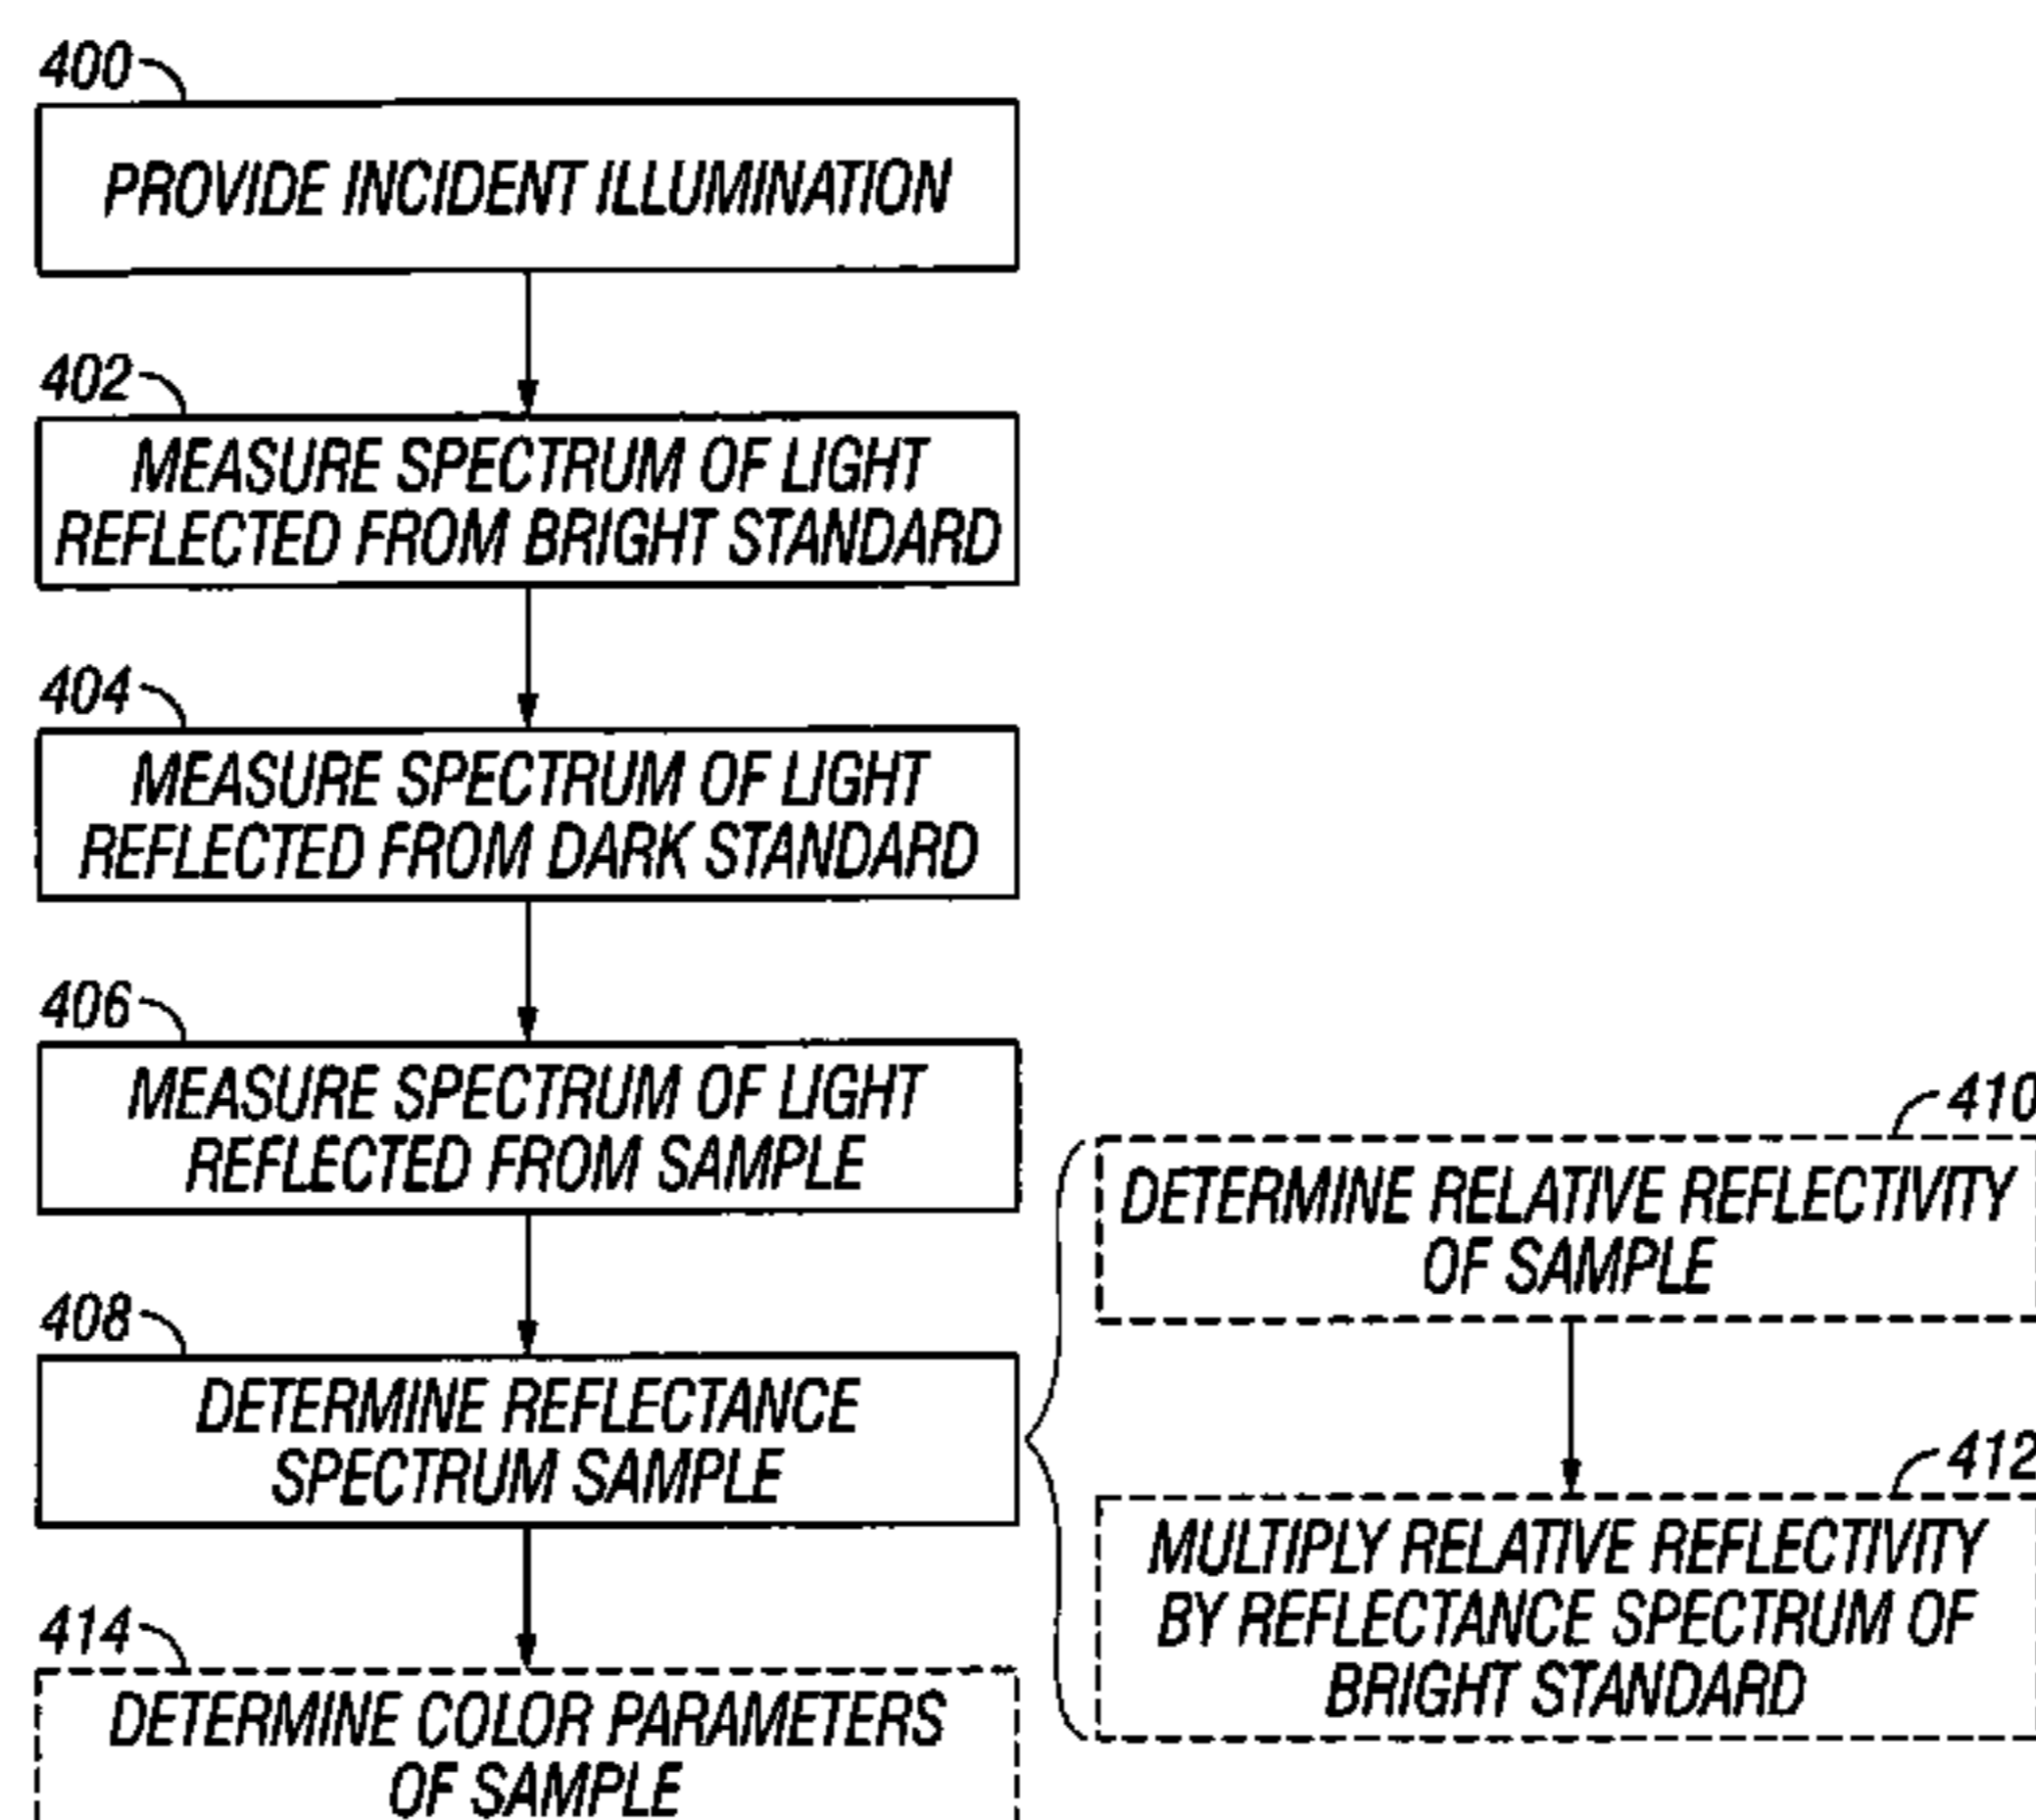 400
PROVIDE INCIDENT ILLUMINATION
402
MEASURE SPECTRUM OF LIGHT
REFLECTED FROM BRIGHT STANDARD
404
MEASURE SPECTRUM OF LIGHT
REFLECTED FROM DARK STANDARD
406
MEASURE SPECTRUM OF LIGHT
REFLECTED FROM SAMPLE
408
DETERMINE REFLECTANCE
SPECTRUM SAMPLE
410
DETERMINE RELATIVE REFLECTIVITY
OF SAMPLE
412
MULTIPLY RELATIVE REFLECTIVITY
BY REFLECTANCE SPECTRUM OF
BRIGHT STANDARD
414
DETERMINE COLOR PARAMETERS
OF SAMPLE